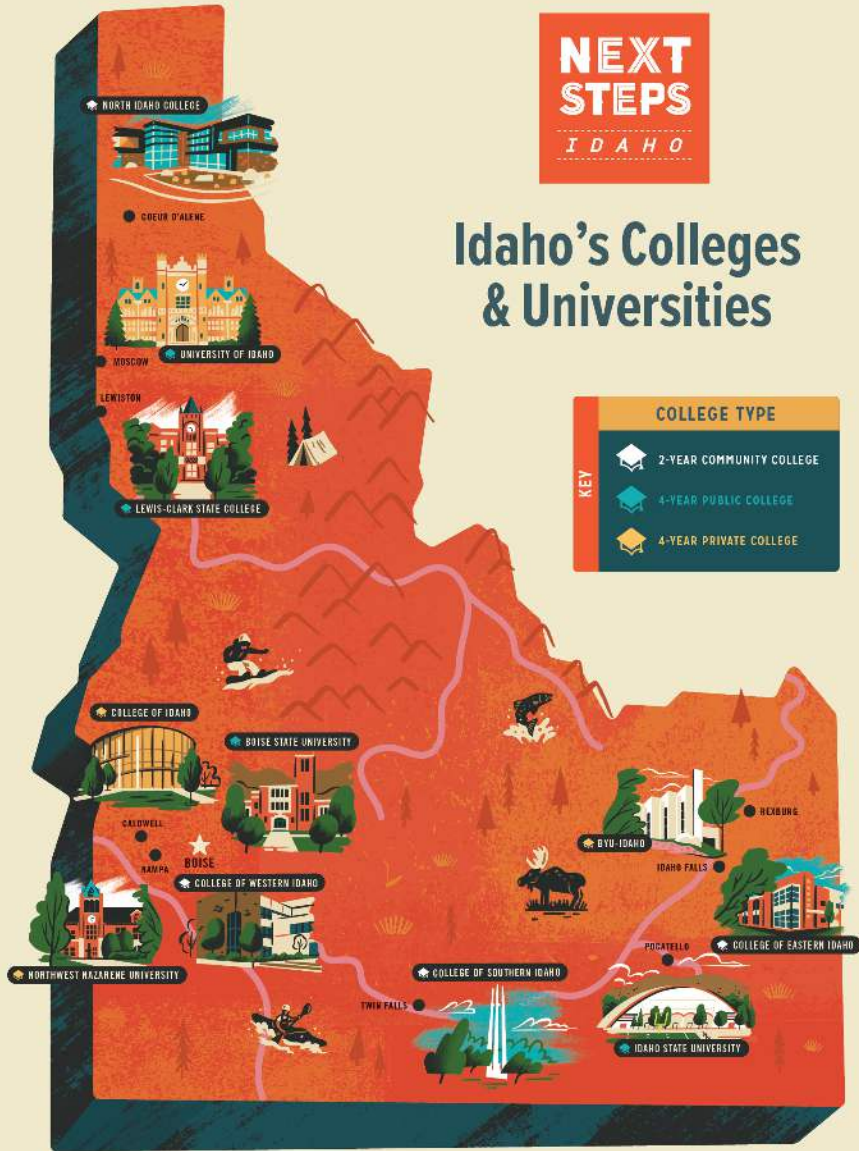 NEXT
STEPS
IDAHO
Idaho's Colleges
& Universities
KEY
COLLEGE TYPE
2-YEAR COMMUNITY COLLEGE
4-YEAR PUBLIC COLLEGE
4-YEAR PRIVATE COLLEGE
NORTH IDAHO COLLEGE
COEUR D'ALENE
UNIVERSITY OF IDAHO
MOSCOW
LEWISTON
LEWIS-CLARK STATE COLLEGE
COLLEGE OF IDAHO
BOISE STATE UNIVERSITY
CALDWELL
NAMPA
BOISE
COLLEGE OF WESTERN IDAHO
NORTHWEST NAZARENE UNIVERSITY
REXBURG
BYU-IDAHO
IDAHO FALLS
COLLEGE OF EASTERN IDAHO
POCATELLO
COLLEGE OF SOUTHERN IDAHO
TWIN FALLS
IDAHO STATE UNIVERSITY